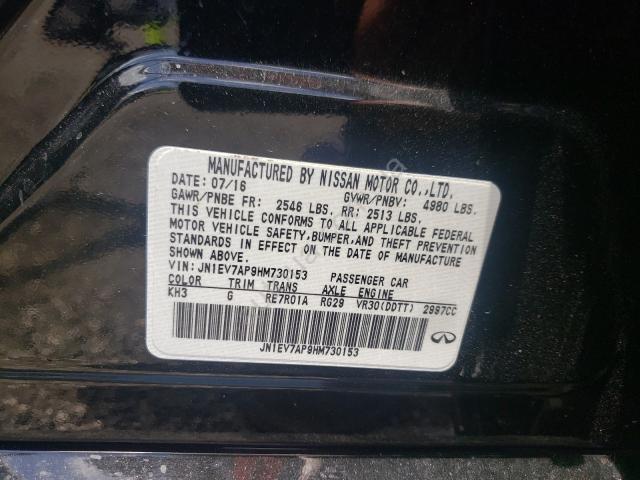 MANUFACTURED BY NISSAN MOTOR CO.,LTD.
DATE: 07/16 GVWR/PNBV: 4980 LBS.
GAWR/PNBE FR: 2546 LBS. RR: 2513 LBS.
THIS VEHICLE CONFORMS TO ALL APPLICABLE FEDERAL
MOTOR VEHICLE SAFETY,BUMPER,AND THEFT PREVENTION
STANDARDS IN EFFECT ON THE DATE OF MANUFACTURE
SHOWN ABOVE.
VIN: JN1EV7AP9HM730153 PASSENGER CAR
COLOR TRIM TRANS AXLE ENGINE
KH3 G RE7R01A RG29 VR30(DDTT) 2997CC
JN1EV7AP9HM730153